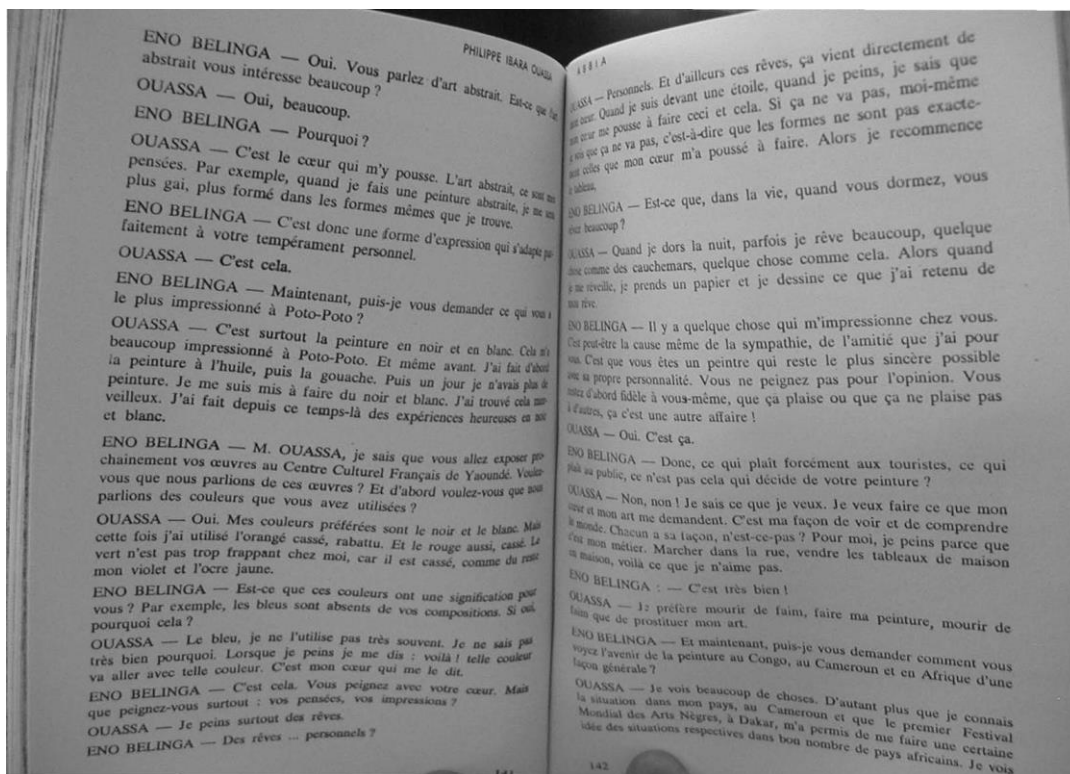 PHILIPPE IBARA OUASSA
ENO BELINGA — Oui. Vous parlez d'art abstrait. Est-ce que l'art
abstrait vous intéresse beaucoup ?
OUASSA — Oui, beaucoup.
ENO BELINGA — Pourquoi ?
OUASSA — C'est le cœur qui m'y pousse. L'art abstrait, ce sont mes
pensées. Par exemple, quand je fais une peinture abstraite, je me sens
plus gai, plus formé dans les formes mêmes que je trouve.
ENO BELINGA — C'est donc une forme d'expression qui s'adapte par-
faitement à votre tempérament personnel.
OUASSA — C'est cela.
ENO BELINGA — Maintenant, puis-je vous demander ce qui vous a
le plus impressionné à Poto-Poto ?
OUASSA — C'est surtout la peinture en noir et en blanc. Cela m'a
beaucoup impressionné à Poto-Poto. Et même avant. J'ai fait d'abord
la peinture à l'huile, puis la gouache. Puis un jour je n'avais plus de
peinture. Je me suis mis à faire du noir et blanc. J'ai trouvé cela mer-
veilleux. J'ai fait depuis ce temps-là des expériences heureuses en noir
et blanc.
ENO BELINGA — M. OUASSA, je sais que vous allez exposer pro-
chainement vos œuvres au Centre Culturel Français de Yaoundé. Voulez-
vous que nous parlions de ces œuvres ? Et d'abord voulez-vous que nous
parlions des couleurs que vous avez utilisées ?
OUASSA — Oui. Mes couleurs préférées sont le noir et le blanc. Mais
cette fois j'ai utilisé l'orangé cassé, rabattu. Et le rouge aussi, cassé. Le
vert n'est pas trop frappant chez moi, car il est cassé, comme du reste
mon violet et l'ocre jaune.
ENO BELINGA — Est-ce que ces couleurs ont une signification pour
vous ? Par exemple, les bleus sont absents de vos compositions. Si oui,
pourquoi cela ?
OUASSA — Le bleu, je ne l'utilise pas très souvent. Je ne sais pas
très bien pourquoi. Lorsque je peins je me dis : voilà ! telle couleur
va aller avec telle couleur. C'est mon cœur qui me le dit.
ENO BELINGA — C'est cela. Vous peignez avec votre cœur. Mais
que peignez-vous surtout : vos pensées, vos impressions ?
OUASSA — Je peins surtout des rêves.
ENO BELINGA — Des rêves ... personnels ?
141
ABBIA
OUASSA — Personnels. Et d'ailleurs ces rêves, ça vient directement de
mon cœur. Quand je suis devant une étoile, quand je peins, je sais que
mon cœur me pousse à faire ceci et cela. Si ça ne va pas, moi-même
je sais que ça ne va pas, c'est-à-dire que les formes ne sont pas exacte-
ment celles que mon cœur m'a poussé à faire. Alors je recommence
le tableau.
ENO BELINGA — Est-ce que, dans la vie, quand vous dormez, vous
rêvez beaucoup ?
OUASSA — Quand je dors la nuit, parfois je rêve beaucoup, quelque
chose comme des cauchemars, quelque chose comme cela. Alors quand
je me réveille, je prends un papier et je dessine ce que j'ai retenu de
mon rêve.
ENO BELINGA — Il y a quelque chose qui m'impressionne chez vous.
C'est peut-être la cause même de la sympathie, de l'amitié que j'ai pour
vous. C'est que vous êtes un peintre qui reste le plus sincère possible
avec sa propre personnalité. Vous ne peignez pas pour l'opinion. Vous
restez d'abord fidèle à vous-même, que ça plaise ou que ça ne plaise pas
à d'autres, ça c'est une autre affaire !
OUASSA — Oui. C'est ça.
ENO BELINGA — Donc, ce qui plaît forcément aux touristes, ce qui
plaît au public, ce n'est pas cela qui décide de votre peinture ?
OUASSA — Non, non ! Je sais ce que je veux. Je veux faire ce que mon
cœur et mon art me demandent. C'est ma façon de voir et de comprendre
le monde. Chacun a sa façon, n'est-ce-pas ? Pour moi, je peins parce que
c'est mon métier. Marcher dans la rue, vendre les tableaux de maison
en maison, voilà ce que je n'aime pas.
ENO BELINGA : — C'est très bien !
OUASSA — Je préfère mourir de faim, faire ma peinture, mourir de
faim que de prostituer mon art.
ENO BELINGA — Et maintenant, puis-je vous demander comment vous
voyez l'avenir de la peinture au Congo, au Cameroun et en Afrique d'une
façon générale ?
OUASSA — Je vois beaucoup de choses. D'autant plus que je connais
la situation dans mon pays, au Cameroun et que le premier Festival
Mondial des Arts Nègres, à Dakar, m'a permis de me faire une certaine
idée des situations respectives dans bon nombre de pays africains. Je vois
142